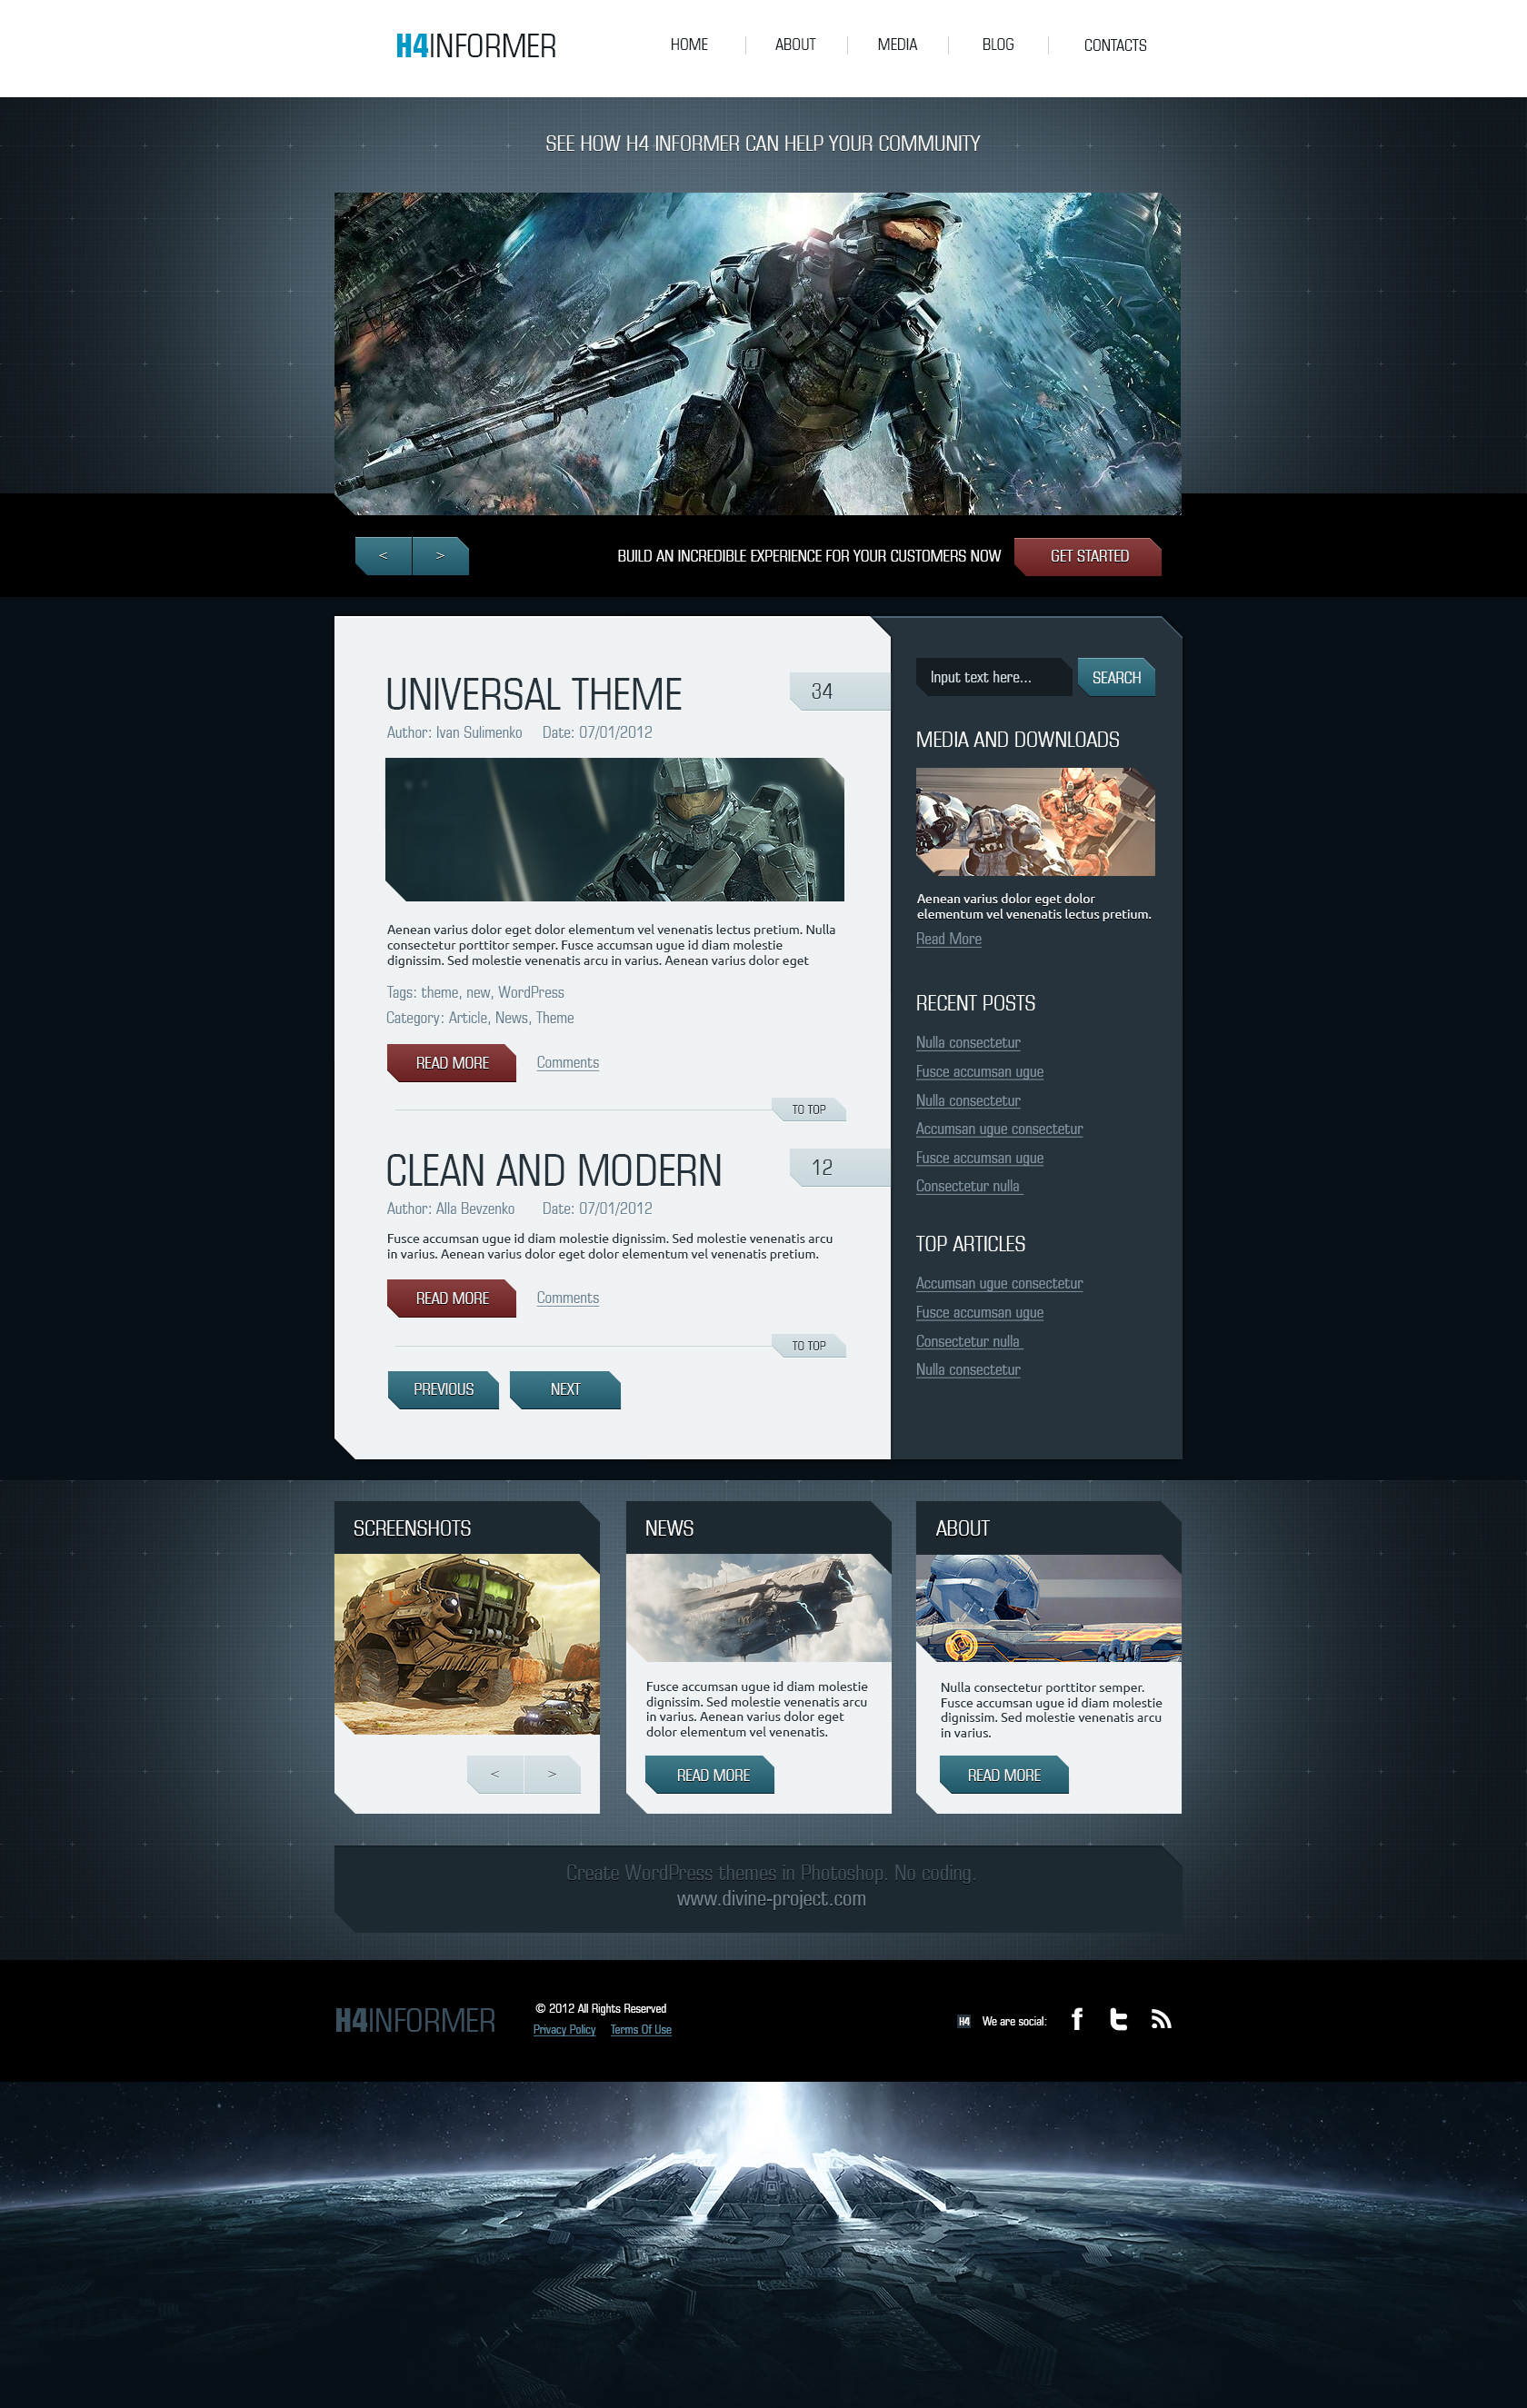 H4INFORMER
HOME
ABOUT
MEDIA
BLOG
CONTACTS
SEE HOW H4 INFORMER CAN HELP YOUR COMMUNITY
<
>
BUILD AN INCREDIBLE EXPERIENCE FOR YOUR CUSTOMERS NOW
GET STARTED
UNIVERSAL THEME
34
Author: Ivan Sulimenko
Date: 07/01/2012
Aenean varius dolor eget dolor elementum vel venenatis lectus pretium. Nulla
consectetur porttitor semper. Fusce accumsan ugue id diam molestie
dignissim. Sed molestie venenatis arcu in varius. Aenean varius dolor eget
Tags: theme, new, WordPress
Category: Article, News, Theme
READ MORE
Comments
TO TOP
CLEAN AND MODERN
12
Author: Alla Bevzenko
Date: 07/01/2012
Fusce accumsan ugue id diam molestie dignissim. Sed molestie venenatis arcu
in varius. Aenean varius dolor eget dolor elementum vel venenatis pretium.
READ MORE
Comments
TO TOP
PREVIOUS
NEXT
Input text here...
SEARCH
MEDIA AND DOWNLOADS
Aenean varius dolor eget dolor
elementum vel venenatis lectus pretium.
Read More
RECENT POSTS
Nulla consectetur
Fusce accumsan ugue
Nulla consectetur
Accumsan ugue consectetur
Fusce accumsan ugue
Consectetur nulla
TOP ARTICLES
Accumsan ugue consectetur
Fusce accumsan ugue
Consectetur nulla
Nulla consectetur
SCREENSHOTS
<
>
NEWS
Fusce accumsan ugue id diam molestie
dignissim. Sed molestie venenatis arcu
in varius. Aenean varius dolor eget
dolor elementum vel venenatis.
READ MORE
ABOUT
Nulla consectetur porttitor semper.
Fusce accumsan ugue id diam molestie
dignissim. Sed molestie venenatis arcu
in varius.
READ MORE
Create WordPress themes in Photoshop. No coding.
www.divine-project.com
H4INFORMER
© 2012 All Rights Reserved
Privacy Policy
Terms Of Use
H4
We are social: